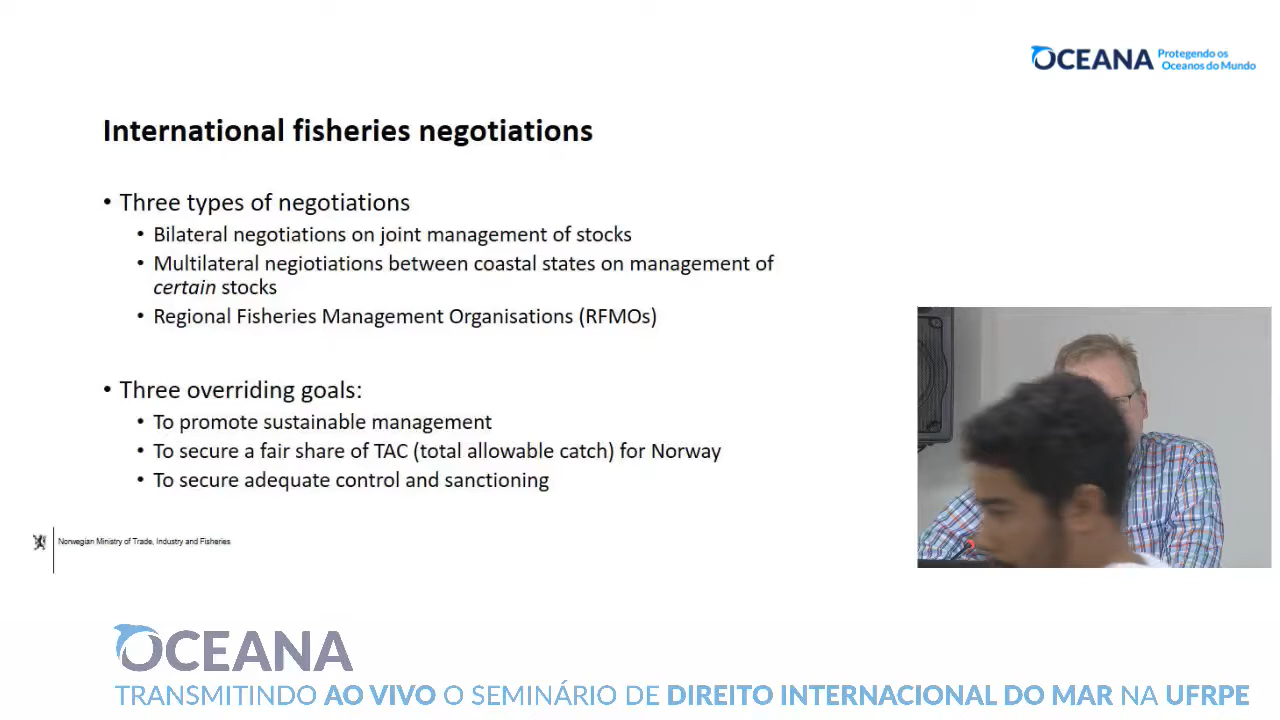 OCEANA Protegendo os
Oceanos do Mundo
International fisheries negotiations
• Three types of negotiations
• Bilateral negotiations on joint management of stocks
• Multilateral negiotiations between coastal states on management of
certain stocks
• Regional Fisheries Management Organisations (RFMOs)
• Three overriding goals:
• To promote sustainable management
• To secure a fair share of TAC (total allowable catch) for Norway
• To secure adequate control and sanctioning
Norwegian Ministry of Trade, Industry and Fisheries
OCEANA
TRANSMITINDO AO VIVO O SEMINÁRIO DE DIREITO INTERNACIONAL DO MAR NA UFRPE